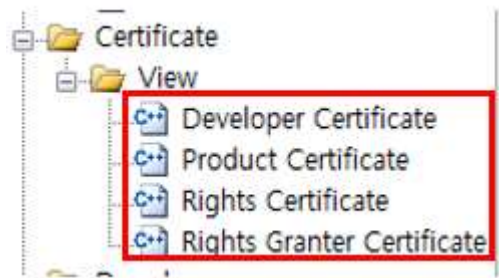 Certificate
View
C++ Developer Certificate
C++ Product Certificate
C++ Rights Certificate
C++ Rights Granter Certificate